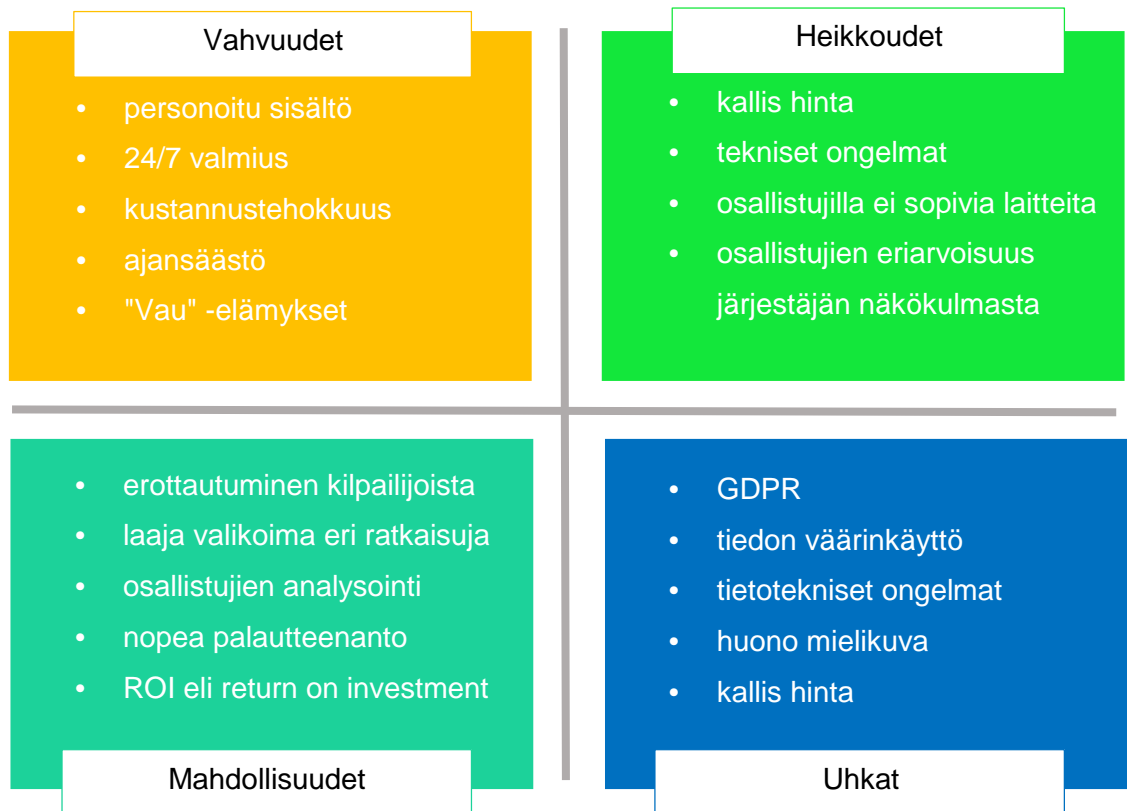 Vahvuudet
• personoitu sisältö
• 24/7 valmius
• kustannustehokkuus
• ajansäästö
• "Vau" -elämykset
Heikkoudet
• kallis hinta
• tekniset ongelmat
• osallistujilla ei sopivia laitteita
• osallistujien eriarvoisuus
järjestäjän näkökulmasta
• erottautuminen kilpailijoista
• laaja valikoima eri ratkaisuja
• osallistujien analysointi
• nopea palautteenanto
• ROI eli return on investment
Mahdollisuudet
• GDPR
• tiedon väärinkäyttö
• tietotekniset ongelmat
• huono mielikuva
• kallis hinta
Uhkat